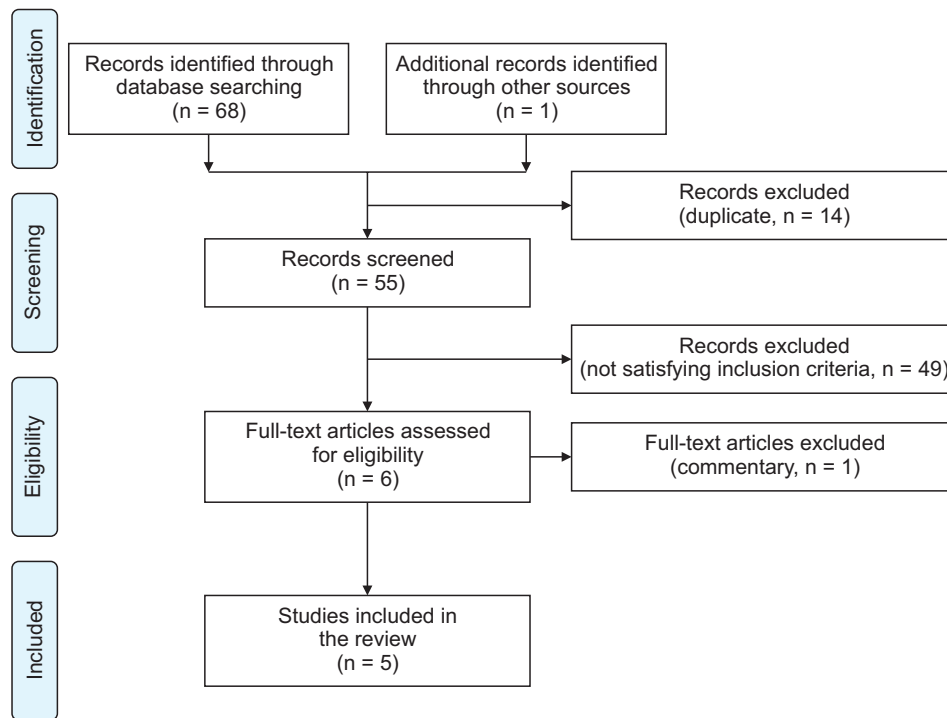 Identification
Records identified through
database searching
(n = 68)
Additional records identified
through other sources
(n = 1)
Records excluded
(duplicate, n = 14)
Screening
Records screened
(n = 55)
Records excluded
(not satisfying inclusion criteria, n = 49)
Eligibility
Full-text articles assessed
for eligibility
(n = 6)
Full-text articles excluded
(commentary, n = 1)
Included
Studies included in
the review
(n = 5)